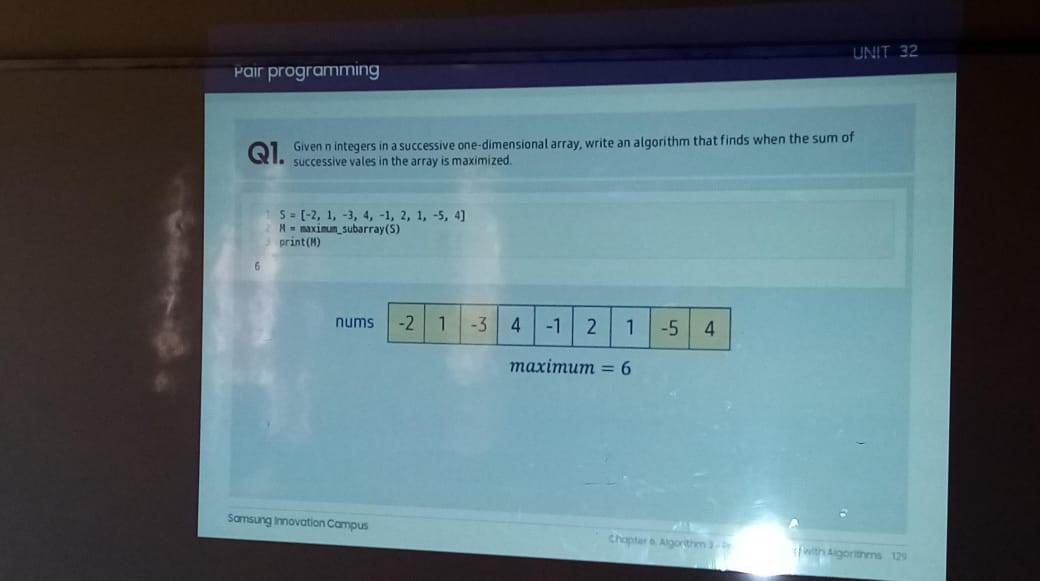 UNIT 32
Pair programming
Q1. Given n integers in a successive one-dimensional array, write an algorithm that finds when the sum of
successive vales in the array is maximized.
1 S = [-2, 1, -3, 4, -1, 2, 1, -5, 4]
2 M = maximum_subarray(S)
3 print(M)
6
nums -2 1 -3 4 -1 2 1 -5 4
maximum = 6
Samsung Innovation Campus
Chapter 6. Algorithm 3 with Algorithms 129